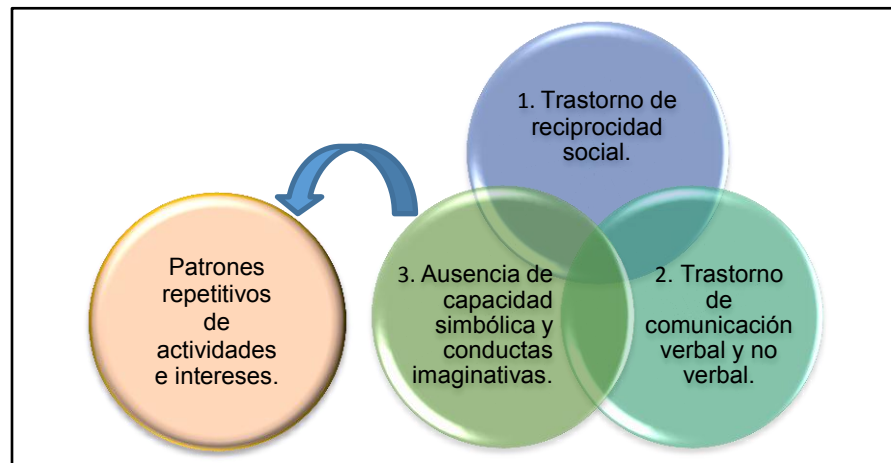 1. Trastorno de
reciprocidad
social.
Patrones
repetitivos
de
actividades
e intereses.
3. Ausencia de
capacidad
simbólica y
conductas
imaginativas.
2. Trastorno
de
comunicación
verbal y no
verbal.